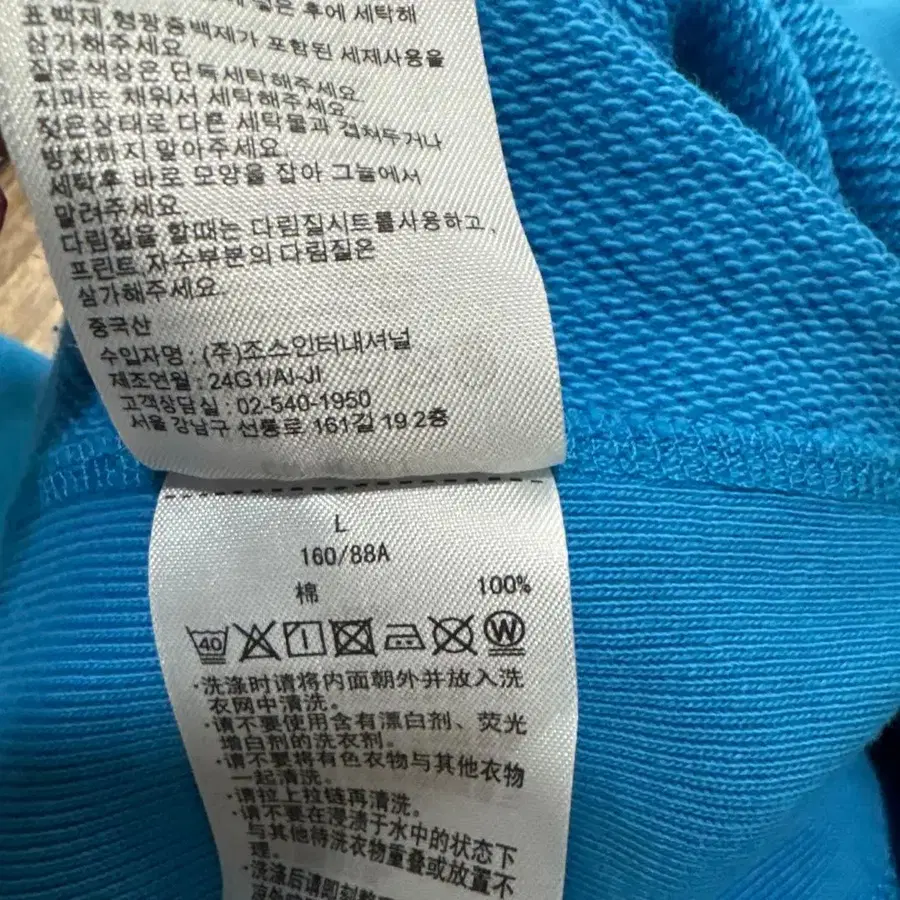 짙은 후에 세탁해
표백제,형광증백제가 포함된 세제사용을
삼가해주세요.
짙은색상은 단독세탁해주세요.
지퍼는 채워서 세탁해주세요.
젖은상태로 다른 세탁물과 겹쳐두거나
방치하지 말아주세요.
세탁후 바로 모양을 잡아 그늘에서
말려주세요.
다림질을 할때는 다림질시트를사용하고,
프린트,자수부분의다림질은
삼가해주세요.
중국산
수입자명 : (주)조스인터내셔널
제조연월 : 24G1/AI-JI
고객상담실 : 02-540-1950
서울 강남구 선릉로 161길 19 2층
L
160/88A
棉 100%
40 W
·洗涤时请将内面朝外并放入洗
衣网中清洗。
·请不要使用含有漂白剂、荧光
增白剂的洗衣剂。
·请不要将有色衣物与其他衣物
一起清洗。
·请拉上拉链再清洗。
·请不要在浸渍于水中的状态下
与其他待洗衣物重叠或放置不
理。
·洗涤后请即刻整